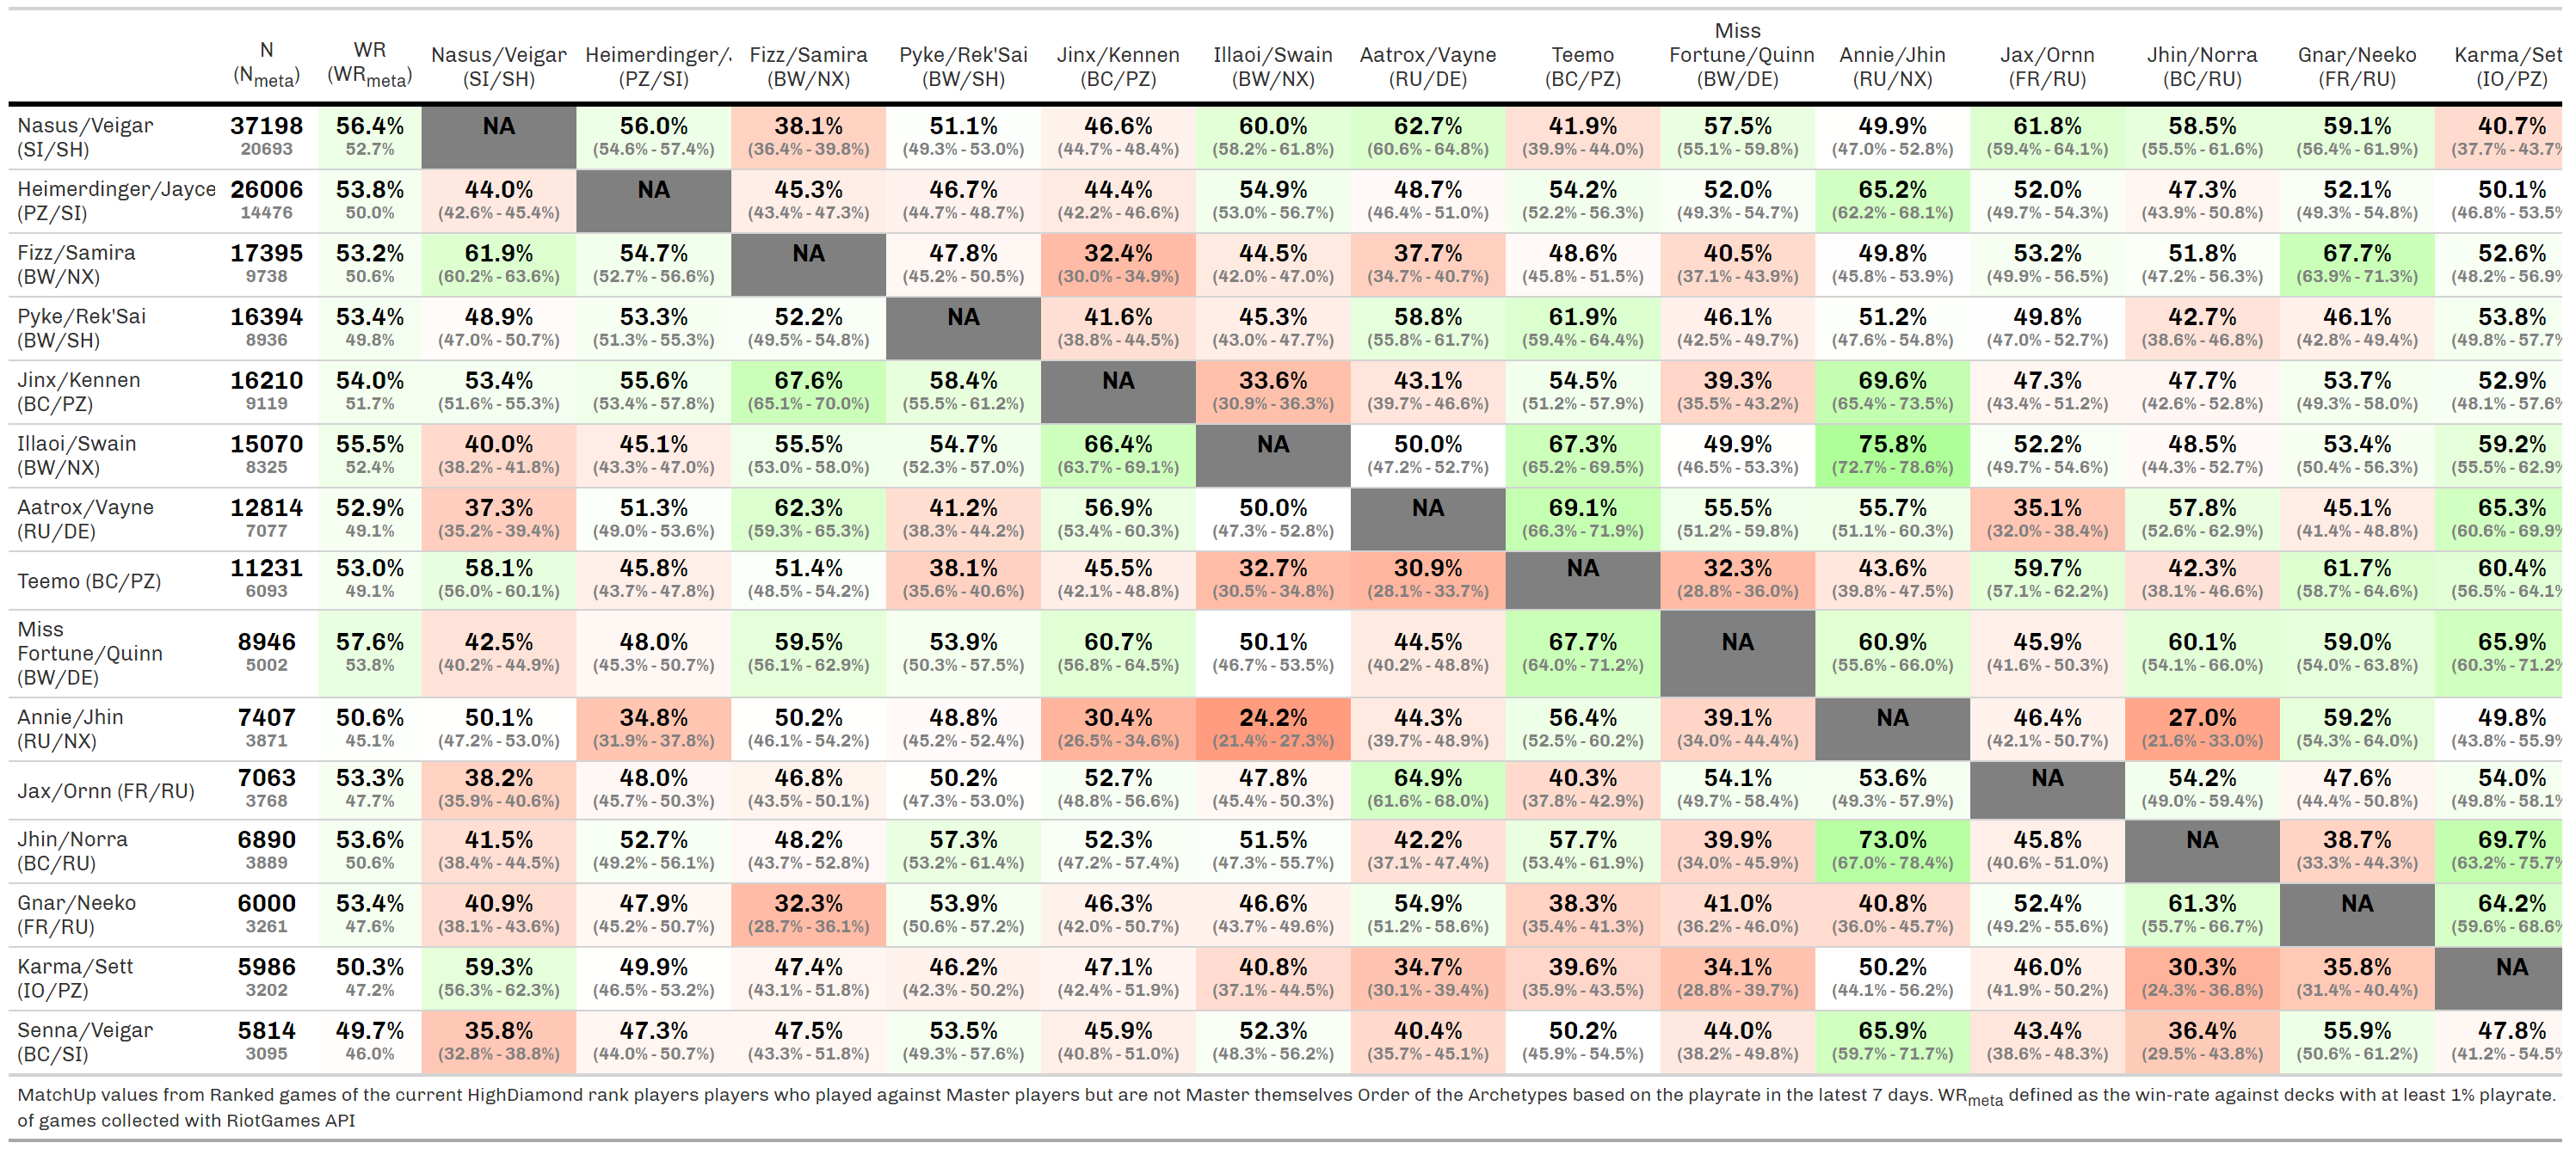 Miss
N WR Nasus/Veigar Heimerdinger/J Fizz/Samira Pyke/Rek'Sai Jinx/Kennen Illaoi/Swain Aatrox/Vayne Teemo Fortune/Quinn Annie/Jhin Jax/Ornn Jhin/Norra Gnar/Neeko Karma/Set
(Nmeta) (WRmeta) (SI/SH) (PZ/SI) (BW/NX) (BW/SH) (BC/PZ) (BW/NX) (RU/DE) (BC/PZ) (BW/DE) (RU/NX) (FR/RU) (BC/RU) (FR/RU) (IO/PZ)
Nasus/Veigar 37198 56.4% NA 56.0% 38.1% 51.1% 46.6% 60.0% 62.7% 41.9% 57.5% 49.9% 61.8% 58.5% 59.1% 40.7%
(SI/SH) 20693 52.7% (54.6% - 57.4%) (36.4% - 39.8%) (49.3% - 53.0%) (44.7% - 48.4%) (58.2% - 61.8%) (60.6% - 64.8%) (39.9% - 44.0%) (55.1% - 59.8%) (47.0% - 52.8%) (59.4% - 64.1%) (55.5% - 61.6%) (56.4% - 61.9%) (37.7% - 43.7%
Heimerdinger/Jayce 26006 53.8% 44.0% NA 45.3% 46.7% 44.4% 54.9% 48.7% 54.2% 52.0% 65.2% 52.0% 47.3% 52.1% 50.1%
(PZ/SI) 14476 50.0% (42.6% - 45.4%) (43.4% - 47.3%) (44.7% - 48.7%) (42.2% - 46.6%) (53.0% - 56.7%) (46.4% - 51.0%) (52.2% - 56.3%) (49.3% - 54.7%) (62.2% - 68.1%) (49.7% - 54.3%) (43.9% - 50.8%) (49.3% - 54.8%) (46.8% - 53.5%
Fizz/Samira 17395 53.2% 61.9% 54.7% NA 47.8% 32.4% 44.5% 37.7% 48.6% 40.5% 49.8% 53.2% 51.8% 67.7% 52.6%
(BW/NX) 9738 50.6% (60.2% - 63.6%) (52.7% - 56.6%) (45.2% - 50.5%) (30.0% - 34.9%) (42.0% - 47.0%) (34.7% - 40.7%) (45.8% - 51.5%) (37.1% - 43.9%) (45.8% - 53.9%) (49.9% - 56.5%) (47.2% - 56.3%) (63.9% - 71.3%) (48.2% - 56.9%
Pyke/Rek'Sai 16394 53.4% 48.9% 53.3% 52.2% NA 41.6% 45.3% 58.8% 61.9% 46.1% 51.2% 49.8% 42.7% 46.1% 53.8%
(BW/SH) 8936 49.8% (47.0% - 50.7%) (51.3% - 55.3%) (49.5% - 54.8%) (38.8% - 44.5%) (43.0% - 47.7%) (55.8% - 61.7%) (59.4% - 64.4%) (42.5% - 49.7%) (47.6% - 54.8%) (47.0% - 52.7%) (38.6% - 46.8%) (42.8% - 49.4%) (49.8% - 57.7%
Jinx/Kennen 16210 54.0% 53.4% 55.6% 67.6% 58.4% NA 33.6% 43.1% 54.5% 39.3% 69.6% 47.3% 47.7% 53.7% 52.9%
(BC/PZ) 9119 51.7% (51.6% - 55.3%) (53.4% - 57.8%) (65.1% - 70.0%) (55.5% - 61.2%) (30.9% - 36.3%) (39.7% - 46.6%) (51.2% - 57.9%) (35.5% - 43.2%) (65.4% - 73.5%) (43.4% - 51.2%) (42.6% - 52.8%) (49.3% - 58.0%) (48.1% - 57.6%
Illaoi/Swain 15070 55.5% 40.0% 45.1% 55.5% 54.7% 66.4% NA 50.0% 67.3% 49.9% 75.8% 52.2% 48.5% 53.4% 59.2%
(BW/NX) 8325 52.4% (38.2% - 41.8%) (43.3% - 47.0%) (53.0% - 58.0%) (52.3% - 57.0%) (63.7% - 69.1%) (47.2% - 52.7%) (65.2% - 69.5%) (46.5% - 53.3%) (72.7% - 78.6%) (49.7% - 54.6%) (44.3% - 52.7%) (50.4% - 56.3%) (55.5% - 62.9%
Aatrox/Vayne 12814 52.9% 37.3% 51.3% 62.3% 41.2% 56.9% 50.0% NA 69.1% 55.5% 55.7% 35.1% 57.8% 45.1% 65.3%
(RU/DE) 7077 49.1% (35.2% - 39.4%) (49.0% - 53.6%) (59.3% - 65.3%) (38.3% - 44.2%) (53.4% - 60.3%) (47.3% - 52.8%) (66.3% - 71.9%) (51.2% - 59.8%) (51.1% - 60.3%) (32.0% - 38.4%) (52.6% - 62.9%) (41.4% - 48.8%) (60.6% - 69.9%
Teemo (BC/PZ) 11231 53.0% 58.1% 45.8% 51.4% 38.1% 45.5% 32.7% 30.9% NA 32.3% 43.6% 59.7% 42.3% 61.7% 60.4%
6093 49.1% (56.0% - 60.1%) (43.7% - 47.8%) (48.5% - 54.2%) (35.6% - 40.6%) (42.1% - 48.8%) (30.5% - 34.8%) (28.1% - 33.7%) (28.8% - 36.0%) (39.8% - 47.5%) (57.1% - 62.2%) (38.1% - 46.6%) (58.7% - 64.6%) (56.5% - 64.1%
Miss
Fortune/Quinn 8946 57.6% 42.5% 48.0% 59.5% 53.9% 60.7% 50.1% 44.5% 67.7% NA 60.9% 45.9% 60.1% 59.0% 65.9%
(BW/DE) 5002 53.8% (40.2% - 44.9%) (45.3% - 50.7%) (56.1% - 62.9%) (50.3% - 57.5%) (56.8% - 64.5%) (46.7% - 53.5%) (40.2% - 48.8%) (64.0% - 71.2%) (55.6% - 66.0%) (41.6% - 50.3%) (54.1% - 66.0%) (54.0% - 63.8%) (60.3% - 71.2%
Annie/Jhin 7407 50.6% 50.1% 34.8% 50.2% 48.8% 30.4% 24.2% 44.3% 56.4% 39.1% NA 46.4% 27.0% 59.2% 49.8%
(RU/NX) 3871 45.1% (47.2% - 53.0%) (31.9% - 37.8%) (46.1% - 54.2%) (45.2% - 52.4%) (26.5% - 34.6%) (21.4% - 27.3%) (39.7% - 48.9%) (52.5% - 60.2%) (34.0% - 44.4%) (42.1% - 50.7%) (21.6% - 33.0%) (54.3% - 64.0%) (43.8% - 55.9%
Jax/Ornn (FR/RU) 7063 53.3% 38.2% 48.0% 46.8% 50.2% 52.7% 47.8% 64.9% 40.3% 54.1% 53.6% NA 54.2% 47.6% 54.0%
3768 47.7% (35.9% - 40.6%) (45.7% - 50.3%) (43.5% - 50.1%) (47.3% - 53.0%) (48.8% - 56.6%) (45.4% - 50.3%) (61.6% - 68.0%) (37.8% - 42.9%) (49.7% - 58.4%) (49.3% - 57.9%) (49.0% - 59.4%) (44.4% - 50.8%) (49.8% - 58.1%
Jhin/Norra 6890 53.6% 41.5% 52.7% 48.2% 57.3% 52.3% 51.5% 42.2% 57.7% 39.9% 73.0% 45.8% NA 38.7% 69.7%
(BC/RU) 3889 50.6% (38.4% - 44.5%) (49.2% - 56.1%) (43.7% - 52.8%) (53.2% - 61.4%) (47.2% - 57.4%) (47.3% - 55.7%) (37.1% - 47.4%) (53.4% - 61.9%) (34.0% - 45.9%) (67.0% - 78.4%) (40.6% - 51.0%) (33.3% - 44.3%) (63.2% - 75.7%
Gnar/Neeko 6000 53.4% 40.9% 47.9% 32.3% 53.9% 46.3% 46.6% 54.9% 38.3% 41.0% 40.8% 52.4% 61.3% NA 64.2%
(FR/RU) 3261 47.6% (38.1% - 43.6%) (45.2% - 50.7%) (28.7% - 36.1%) (50.6% - 57.2%) (42.0% - 50.7%) (43.7% - 49.6%) (51.2% - 58.6%) (35.4% - 41.3%) (36.2% - 46.0%) (36.0% - 45.7%) (49.2% - 55.6%) (55.7% - 66.7%) (59.6% - 68.6%
Karma/Sett 5986 50.3% 59.3% 49.9% 47.4% 46.2% 47.1% 40.8% 34.7% 39.6% 34.1% 50.2% 46.0% 30.3% 35.8% NA
(IO/PZ) 3202 47.2% (56.3% - 62.3%) (46.5% - 53.2%) (43.1% - 51.8%) (42.3% - 50.2%) (42.4% - 51.9%) (37.1% - 44.5%) (30.1% - 39.4%) (35.9% - 43.5%) (28.8% - 39.7%) (44.1% - 56.2%) (41.9% - 50.2%) (24.3% - 36.8%) (31.4% - 40.4%)
Senna/Veigar 5814 49.7% 35.8% 47.3% 47.5% 53.5% 45.9% 52.3% 40.4% 50.2% 44.0% 65.9% 43.4% 36.4% 55.9% 47.8%
(BC/SI) 3095 46.0% (32.8% - 38.8%) (44.0% - 50.7%) (43.3% - 51.8%) (49.3% - 57.6%) (40.8% - 51.0%) (48.3% - 56.2%) (35.7% - 45.1%) (45.9% - 54.5%) (38.2% - 49.8%) (59.7% - 71.7%) (38.6% - 48.3%) (29.5% - 43.8%) (50.6% - 61.2%) (41.2% - 54.5%
MatchUp values from Ranked games of the current HighDiamond rank players players who played against Master players but are not Master themselves Order of the Archetypes based on the playrate in the latest 7 days. WRmeta defined as the win-rate against decks with at least 1% playrate.
of games collected with RiotGames API